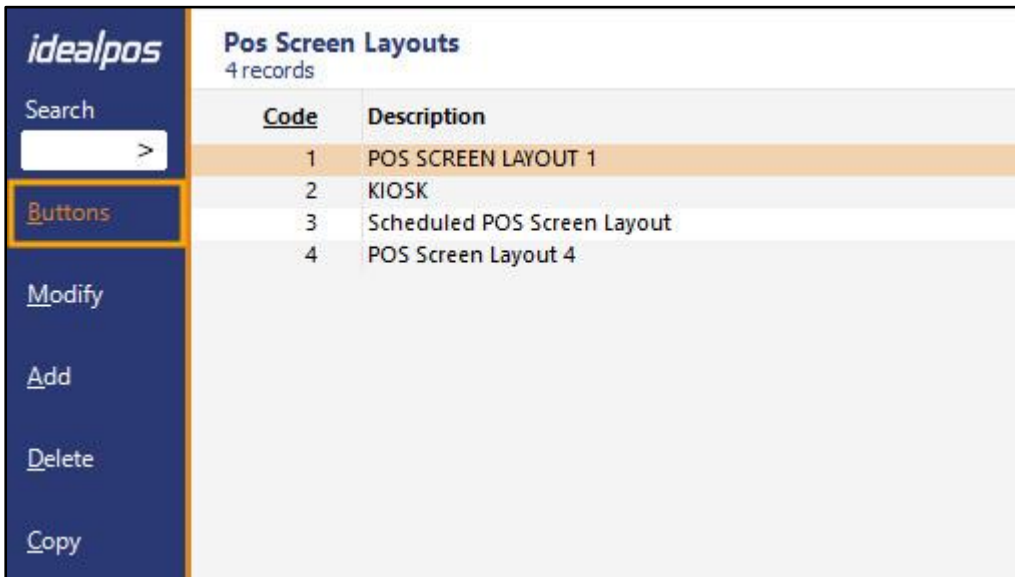 idealpos
Search
>
Buttons
Modify
Add
Delete
Copy
Pos Screen Layouts
4 records
Code Description
1 POS SCREEN LAYOUT 1
2 KIOSK
3 Scheduled POS Screen Layout
4 POS Screen Layout 4